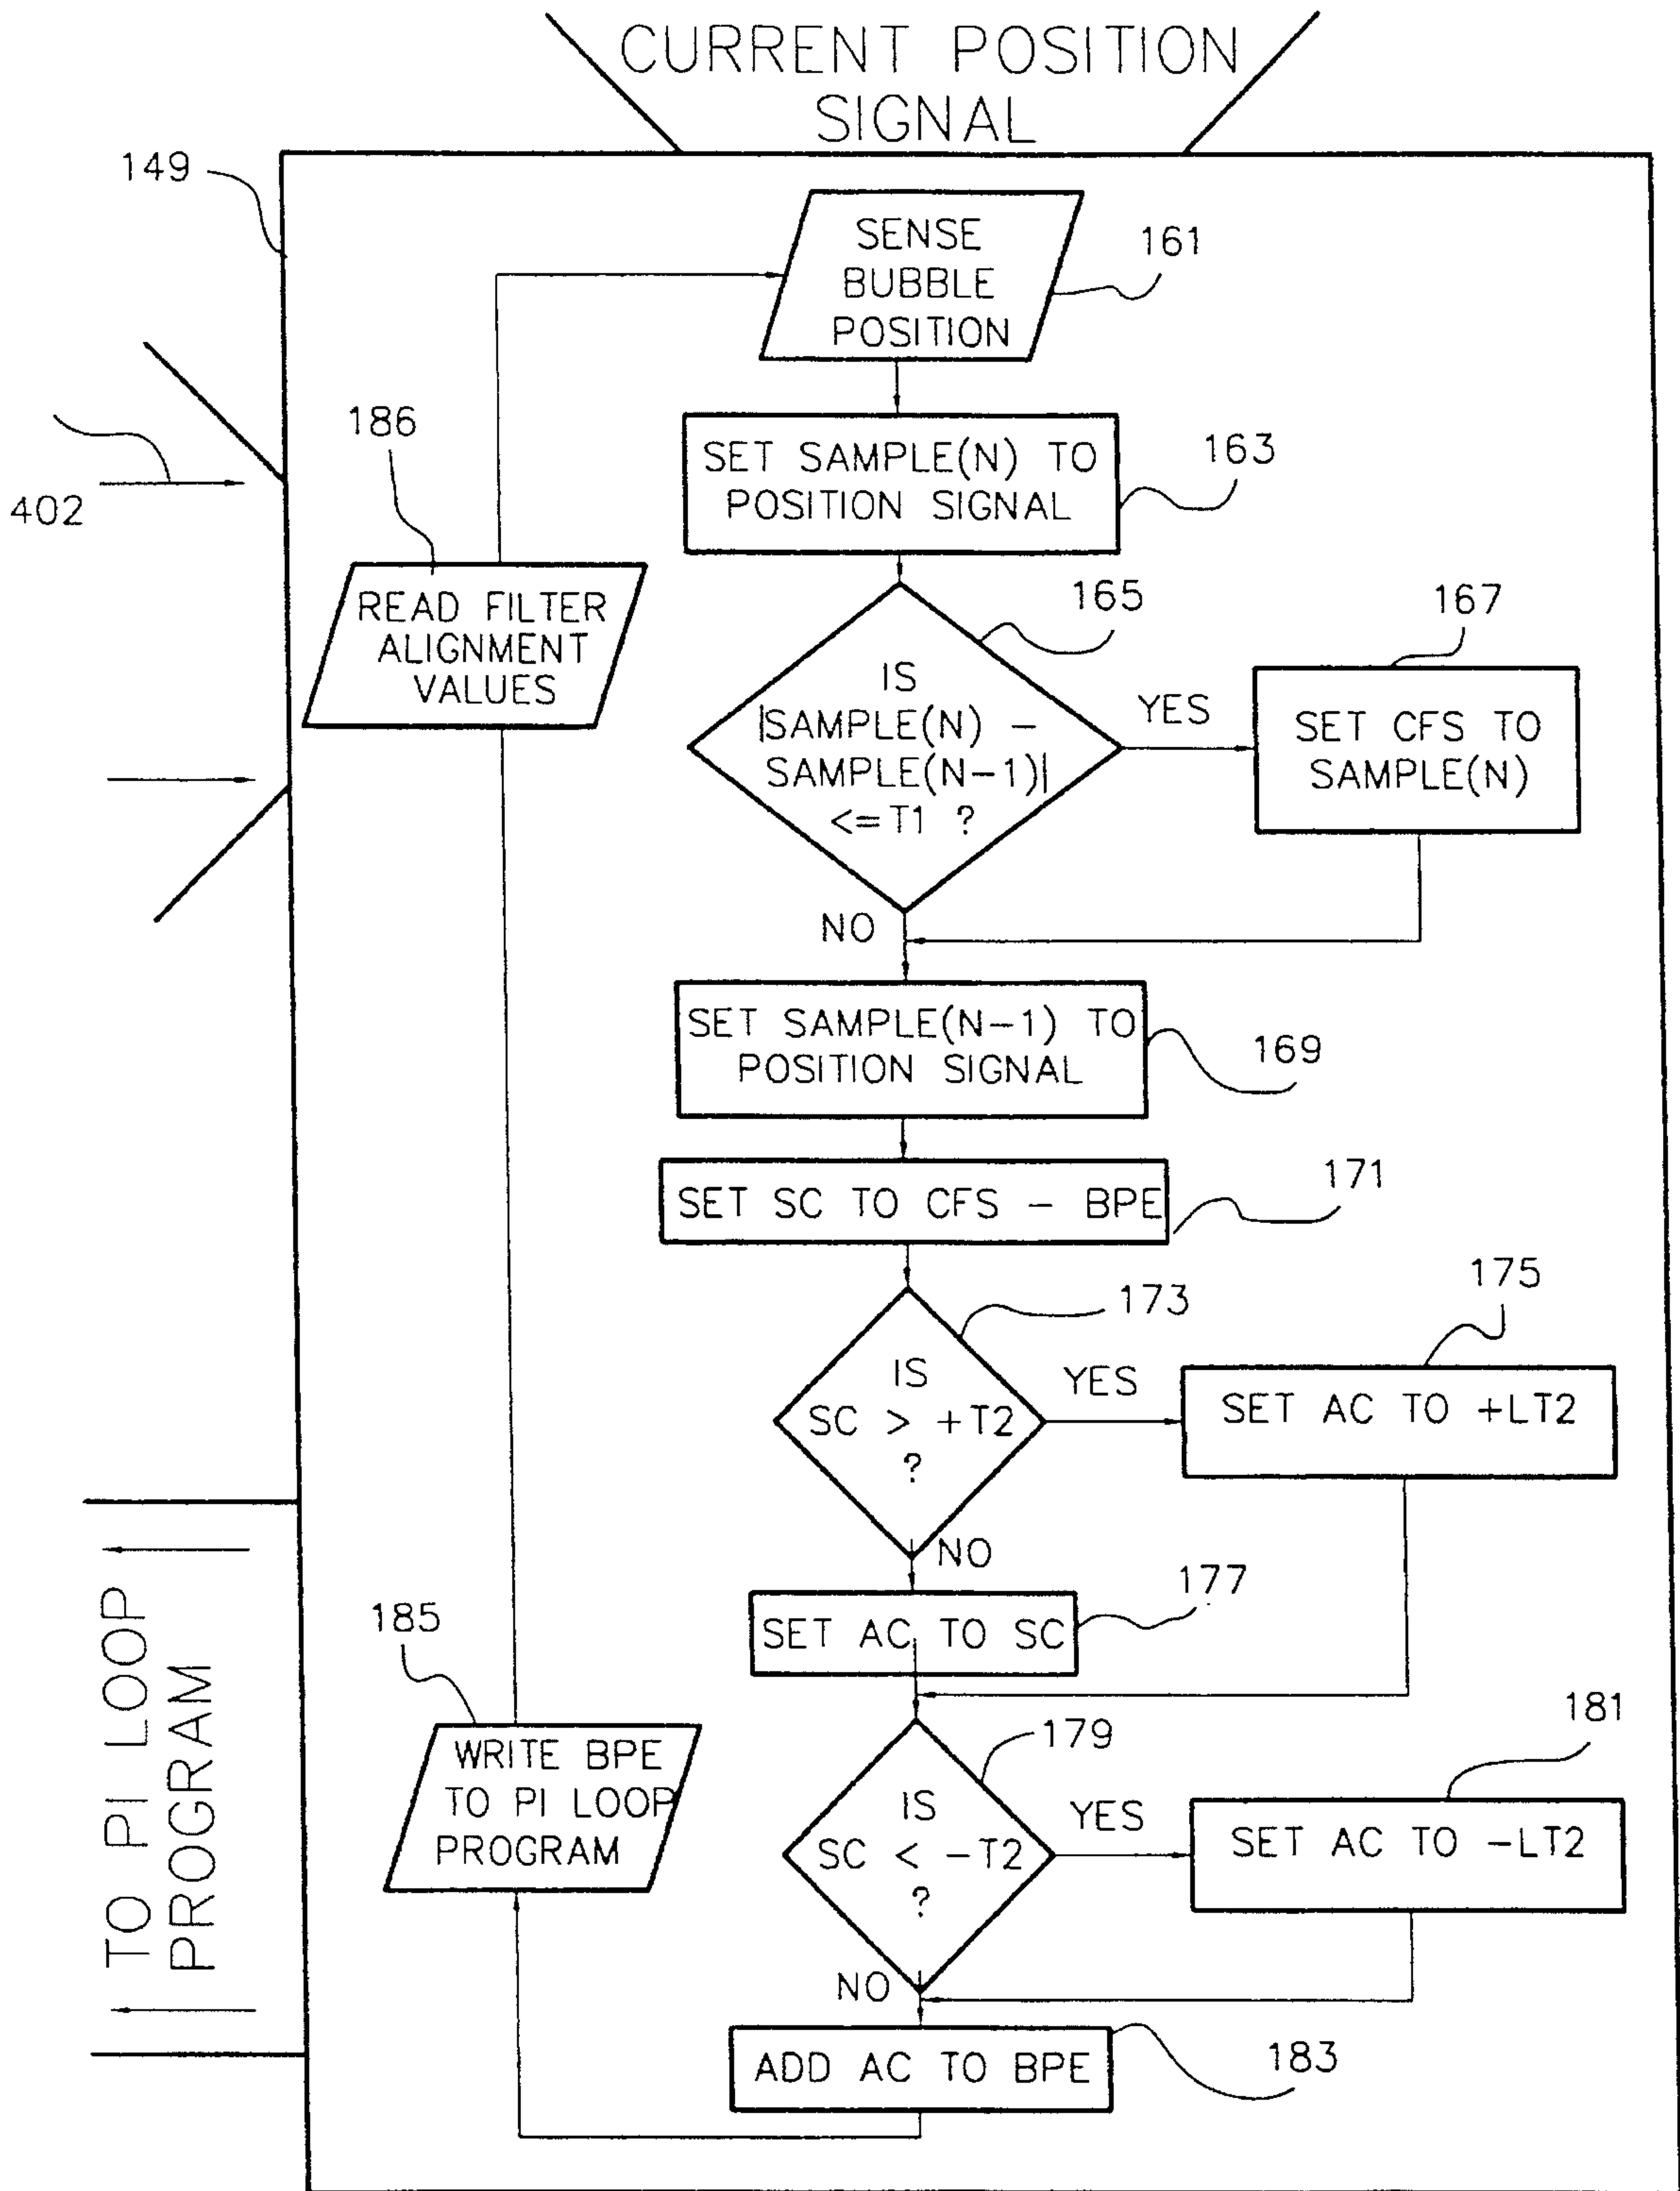 CURRENT POSITION
SIGNAL
149
SENSE
BUBBLE
POSITION
161
402
186
READ FILTER
ALIGNMENT
VALUES
SET SAMPLE(N) TO
POSITION SIGNAL
163
165
IS
|SAMPLE(N) −
SAMPLE(N−1)|
<=T1 ?
YES
167
SET CFS TO
SAMPLE(N)
NO
SET SAMPLE(N−1) TO
POSITION SIGNAL
169
SET SC TO CFS − BPE
171
173
IS
SC > +T2
?
YES
175
SET AC TO +LT2
NO
SET AC TO SC
177
179
IS
SC < −T2
?
YES
181
SET AC TO −LT2
NO
ADD AC TO BPE
183
185
WRITE BPE
TO PI LOOP
PROGRAM
TO PI LOOP
PROGRAM